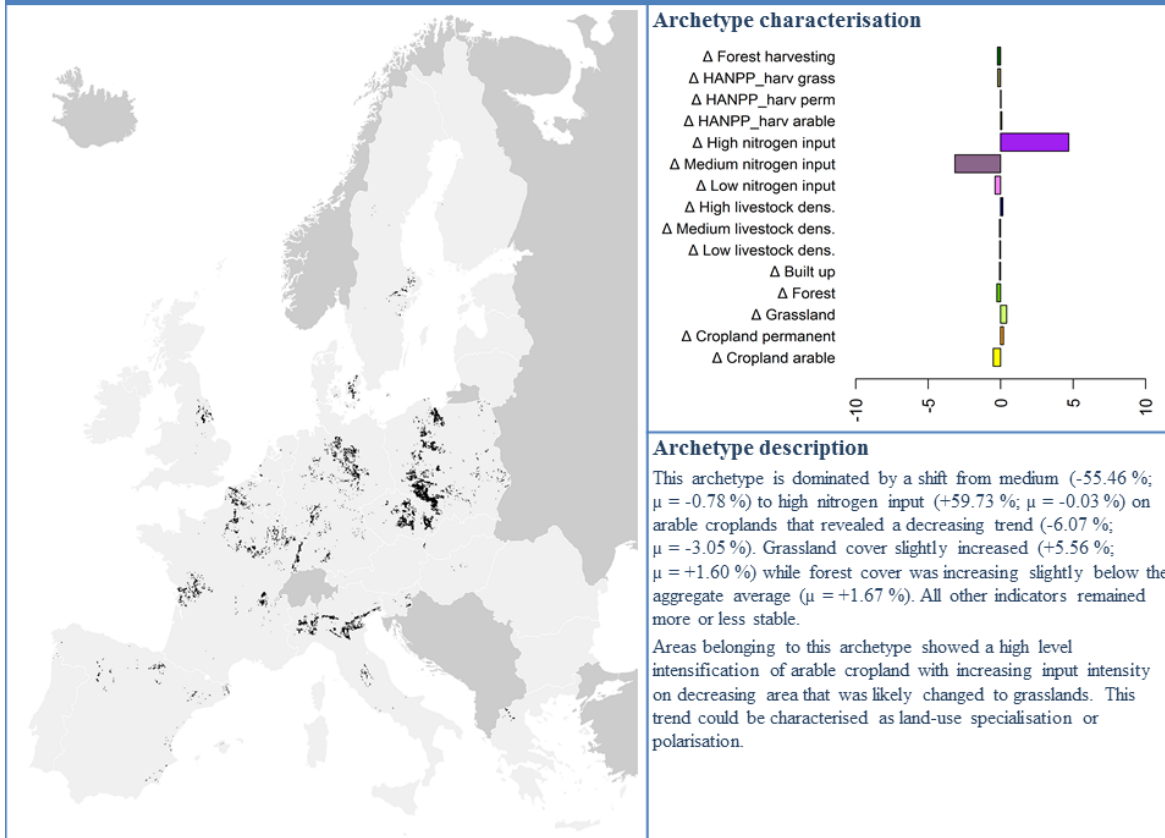 Archetype characterisation
Δ Forest harvesting
Δ HANPP_harv grass
Δ HANPP_harv perm
Δ HANPP_harv arable
Δ High nitrogen input
Δ Medium nitrogen input
Δ Low nitrogen input
Δ High livestock dens.
Δ Medium livestock dens.
Δ Low livestock dens.
Δ Built up
Δ Forest
Δ Grassland
Δ Cropland permanent
Δ Cropland arable
-10
-5
0
5
10
Archetype description
This archetype is dominated by a shift from medium (-55.46 %;
μ = -0.78 %) to high nitrogen input (+59.73 %; μ = -0.03 %) on
arable croplands that revealed a decreasing trend (-6.07 %;
μ = -3.05 %). Grassland cover slightly increased (+5.56 %;
μ = +1.60 %) while forest cover was increasing slightly below the
aggregate average (μ = +1.67 %). All other indicators remained
more or less stable.
Areas belonging to this archetype showed a high level
intensification of arable cropland with increasing input intensity
on decreasing area that was likely changed to grasslands. This
trend could be characterised as land-use specialisation or
polarisation.